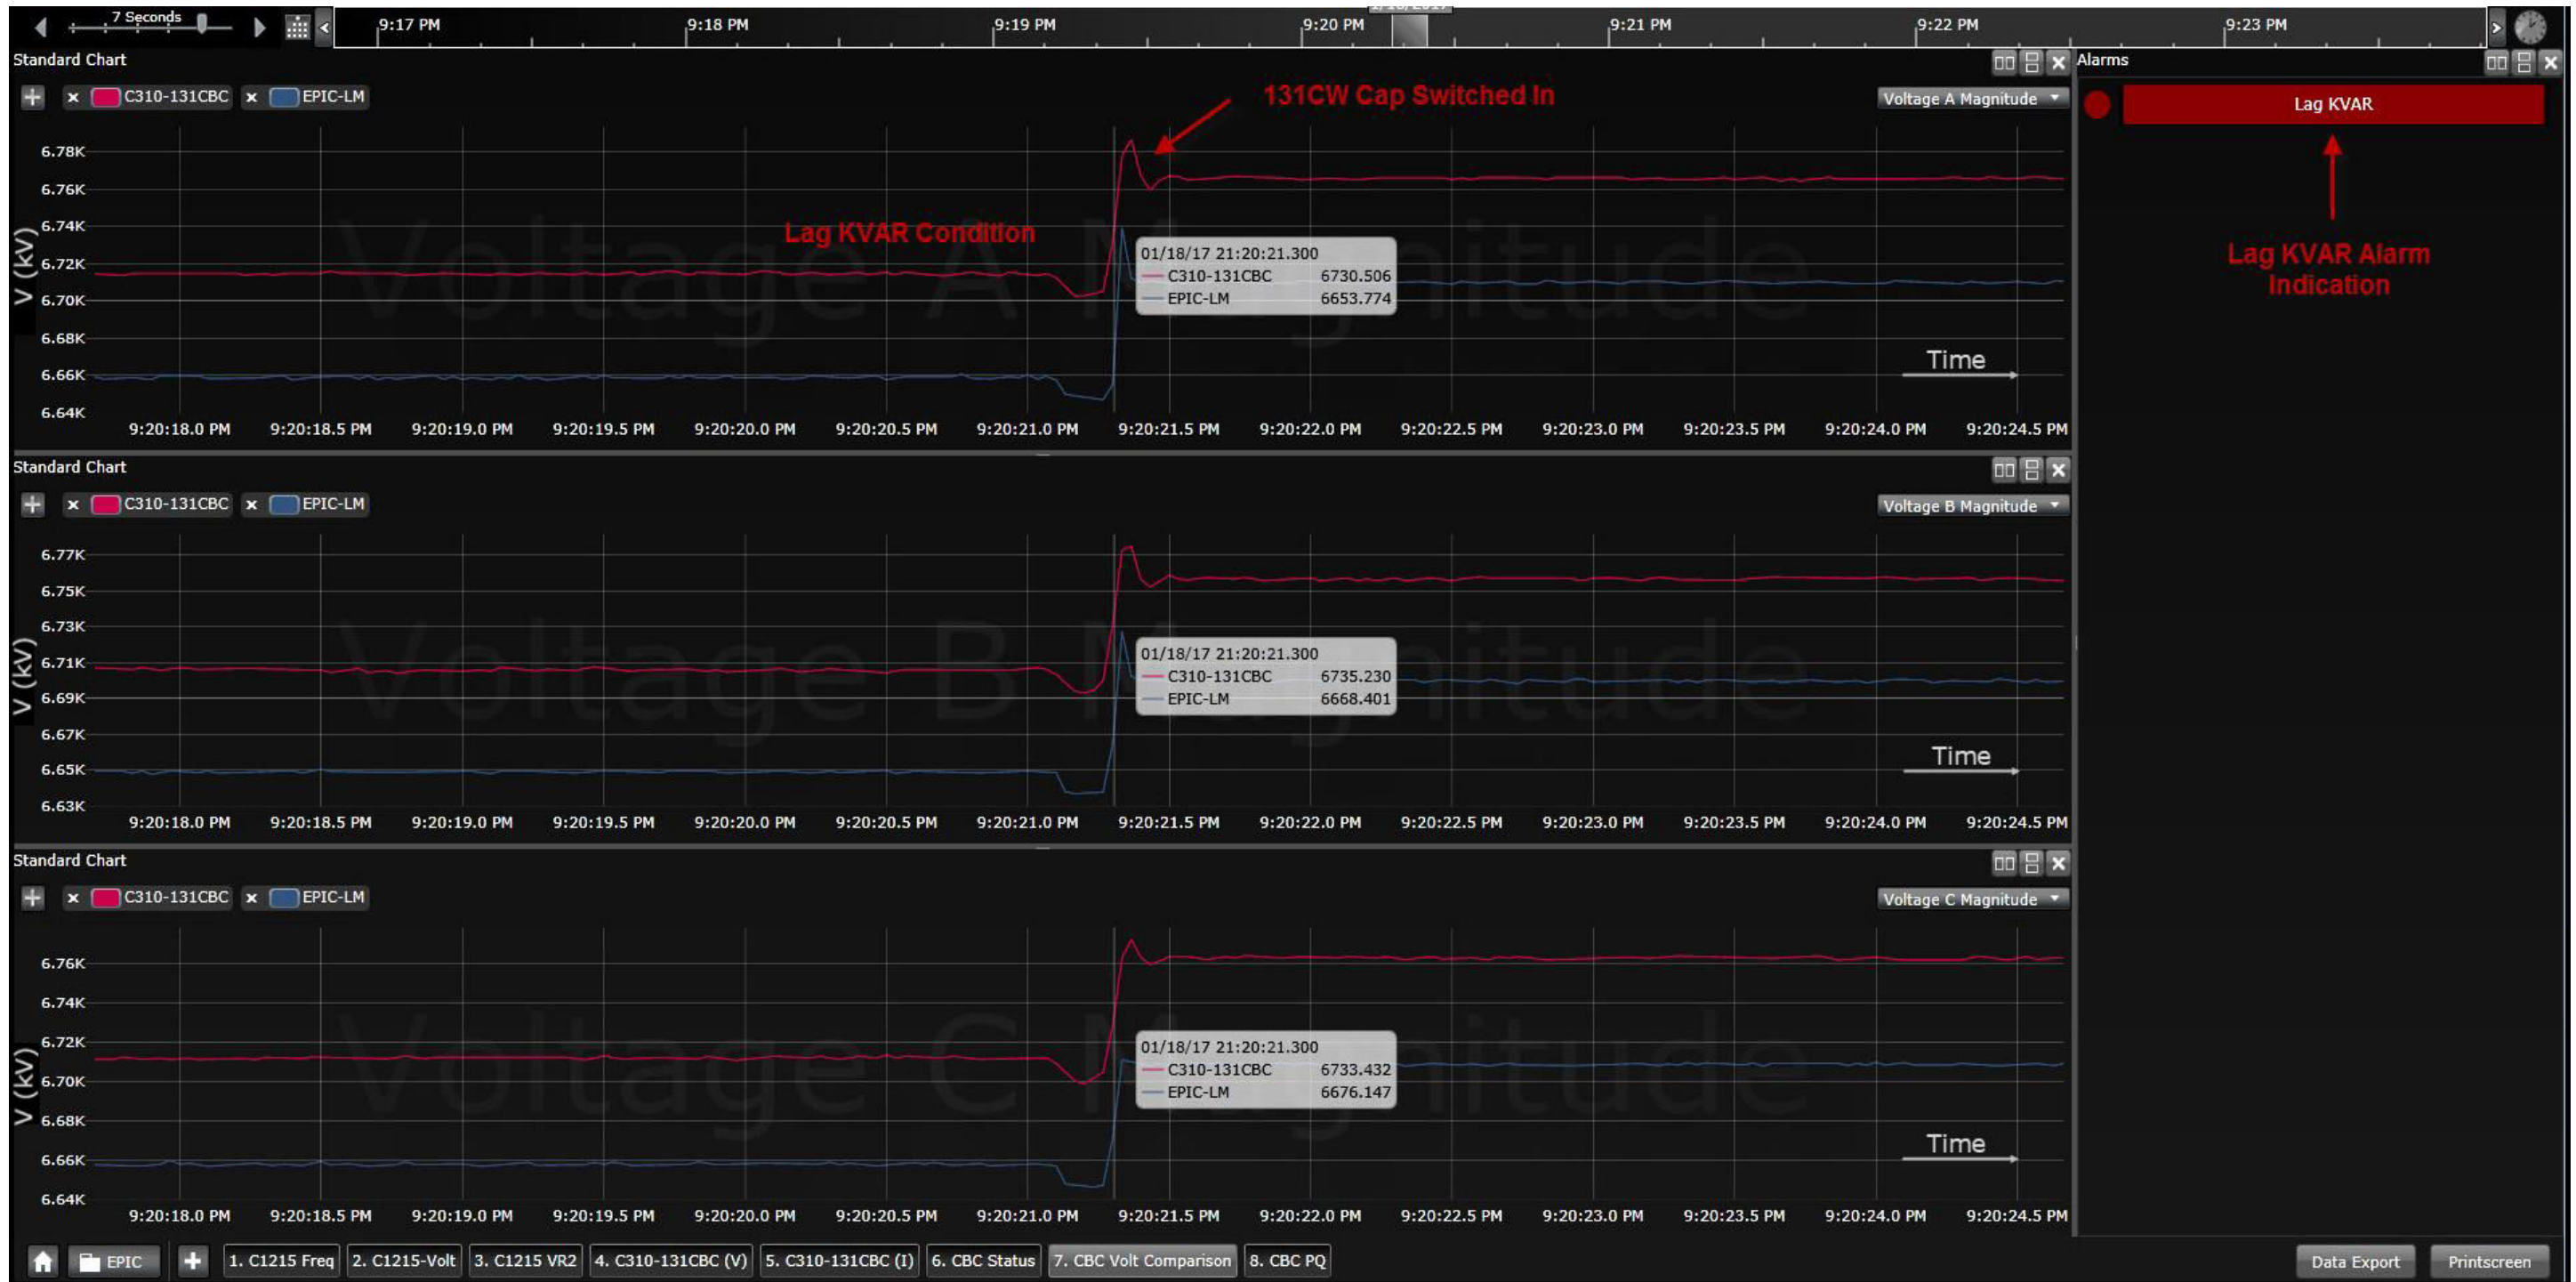 7 Seconds
9:17 PM
9:18 PM
9:19 PM
9:20 PM
9:21 PM
9:22 PM
9:23 PM
Standard Chart
C310-131CBC
EPIC-LM
131CW Cap Switched In
Voltage A Magnitude
Lag KVAR Condition
V (kV)
6.78K
6.76K
6.74K
6.72K
6.70K
6.68K
6.66K
6.64K
Voltage A Magnitude
01/18/17 21:20:21.300
C310-131CBC 6730.506
EPIC-LM 6653.774
Time
9:20:18.0 PM 9:20:18.5 PM 9:20:19.0 PM 9:20:19.5 PM 9:20:20.0 PM 9:20:20.5 PM 9:20:21.0 PM 9:20:21.5 PM 9:20:22.0 PM 9:20:22.5 PM 9:20:23.0 PM 9:20:23.5 PM 9:20:24.0 PM 9:20:24.5 PM
Standard Chart
C310-131CBC
EPIC-LM
Voltage B Magnitude
V (kV)
6.77K
6.75K
6.73K
6.71K
6.69K
6.67K
6.65K
6.63K
Voltage B Magnitude
01/18/17 21:20:21.300
C310-131CBC 6735.230
EPIC-LM 6668.401
Time
9:20:18.0 PM 9:20:18.5 PM 9:20:19.0 PM 9:20:19.5 PM 9:20:20.0 PM 9:20:20.5 PM 9:20:21.0 PM 9:20:21.5 PM 9:20:22.0 PM 9:20:22.5 PM 9:20:23.0 PM 9:20:23.5 PM 9:20:24.0 PM 9:20:24.5 PM
Standard Chart
C310-131CBC
EPIC-LM
Voltage C Magnitude
V (kV)
6.76K
6.74K
6.72K
6.70K
6.68K
6.66K
6.64K
Voltage C Magnitude
01/18/17 21:20:21.300
C310-131CBC 6733.432
EPIC-LM 6676.147
Time
9:20:18.0 PM 9:20:18.5 PM 9:20:19.0 PM 9:20:19.5 PM 9:20:20.0 PM 9:20:20.5 PM 9:20:21.0 PM 9:20:21.5 PM 9:20:22.0 PM 9:20:22.5 PM 9:20:23.0 PM 9:20:23.5 PM 9:20:24.0 PM 9:20:24.5 PM
Alarms
Lag KVAR
Lag KVAR Alarm
Indication
EPIC
1. C1215 Freq
2. C1215-Volt
3. C1215 VR2
4. C310-131CBC (V)
5. C310-131CBC (I)
6. CBC Status
7. CBC Volt Comparison
8. CBC PQ
Data Export
Printscreen